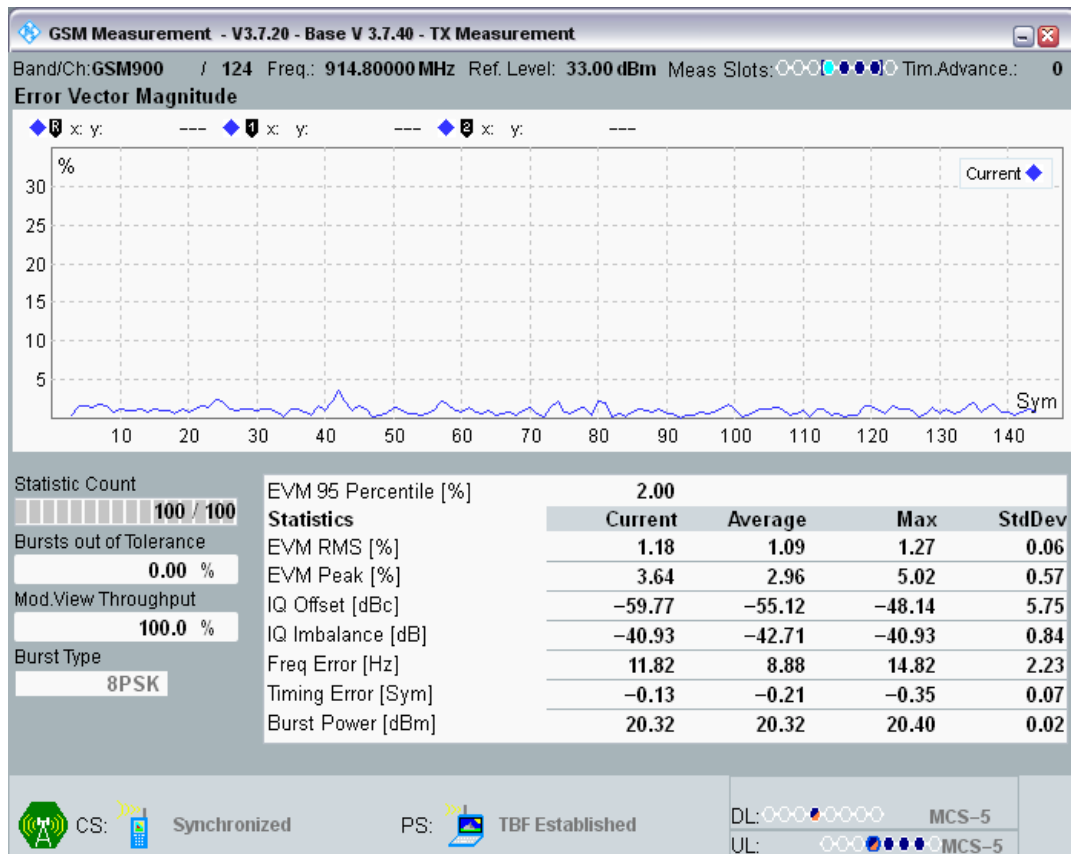 GSM Measurement - V3.7.20 - Base V 3.7.40 - TX Measurement
Band/Ch:GSM900 / 124 Freq.: 914.80000 MHz Ref. Level: 33.00 dBm Meas Slots: Tim.Advance.: 0
Error Vector Magnitude
R x: y: --- 1 x: y: --- 2 x: y: ---
%
Current
30
25
20
15
10
5
Sym
10 20 30 40 50 60 70 80 90 100 110 120 130 140
Statistic Count
100 / 100
Bursts out of Tolerance
0.00 %
Mod.View Throughput
100.0 %
Burst Type
8PSK
EVM 95 Percentile [%] 2.00
Statistics Current Average Max StdDev
EVM RMS [%] 1.18 1.09 1.27 0.06
EVM Peak [%] 3.64 2.96 5.02 0.57
IQ Offset [dBc] −59.77 −55.12 −48.14 5.75
IQ Imbalance [dB] −40.93 −42.71 −40.93 0.84
Freq Error [Hz] 11.82 8.88 14.82 2.23
Timing Error [Sym] −0.13 −0.21 −0.35 0.07
Burst Power [dBm] 20.32 20.32 20.40 0.02
CS: Synchronized PS: TBF Established
DL: MCS−5
UL: MCS−5